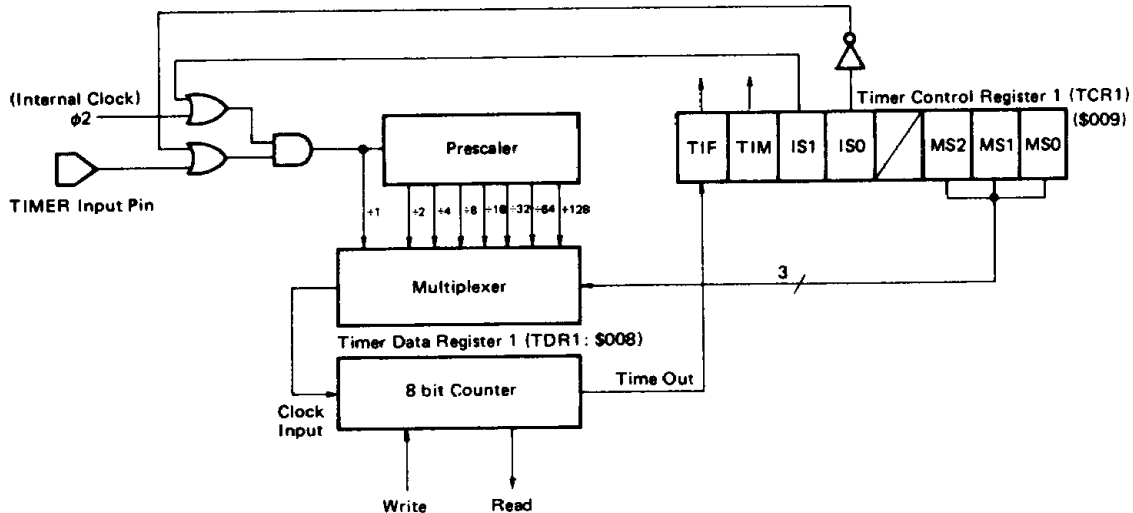 (Internal Clock)
φ2
TIMER Input Pin
Prescaler
÷1
÷2
÷4
÷8
÷16
÷32
÷64
÷128
Multiplexer
Timer Data Register 1 (TDR1: $008)
8 bit Counter
Clock
Input
Write
Read
Time Out
3
Timer Control Register 1 (TCR1)
($009)
TIF
TIM
IS1
IS0
MS2
MS1
MS0